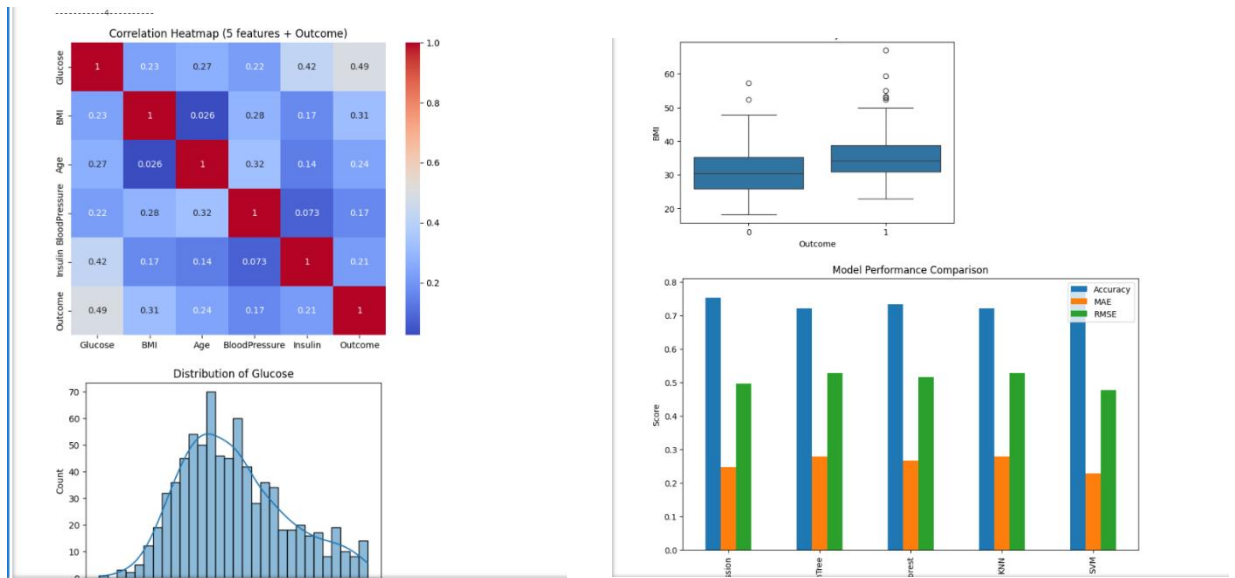 4
Correlation Heatmap (5 features + Outcome)
Glucose 1 0.23 0.27 0.22 0.42 0.49
BMI 0.23 1 0.026 0.28 0.17 0.31
Age 0.27 0.026 1 0.32 0.14 0.24
BloodPressure 0.22 0.28 0.32 1 0.073 0.17
Insulin 0.42 0.17 0.14 0.073 1 0.21
Outcome 0.49 0.31 0.24 0.17 0.21 1
Glucose BMI Age BloodPressure Insulin Outcome
1.0
0.8
0.6
0.4
0.2
Distribution of Glucose
70
60
50
40
30
20
10
0
Count
60
50
40
30
20
BMI
0 1
Outcome
Model Performance Comparison
0.8
0.7
0.6
0.5
0.4
0.3
0.2
0.1
0.0
Score
Accuracy
MAE
RMSE
ssion
nTree
orest
KNN
SVM